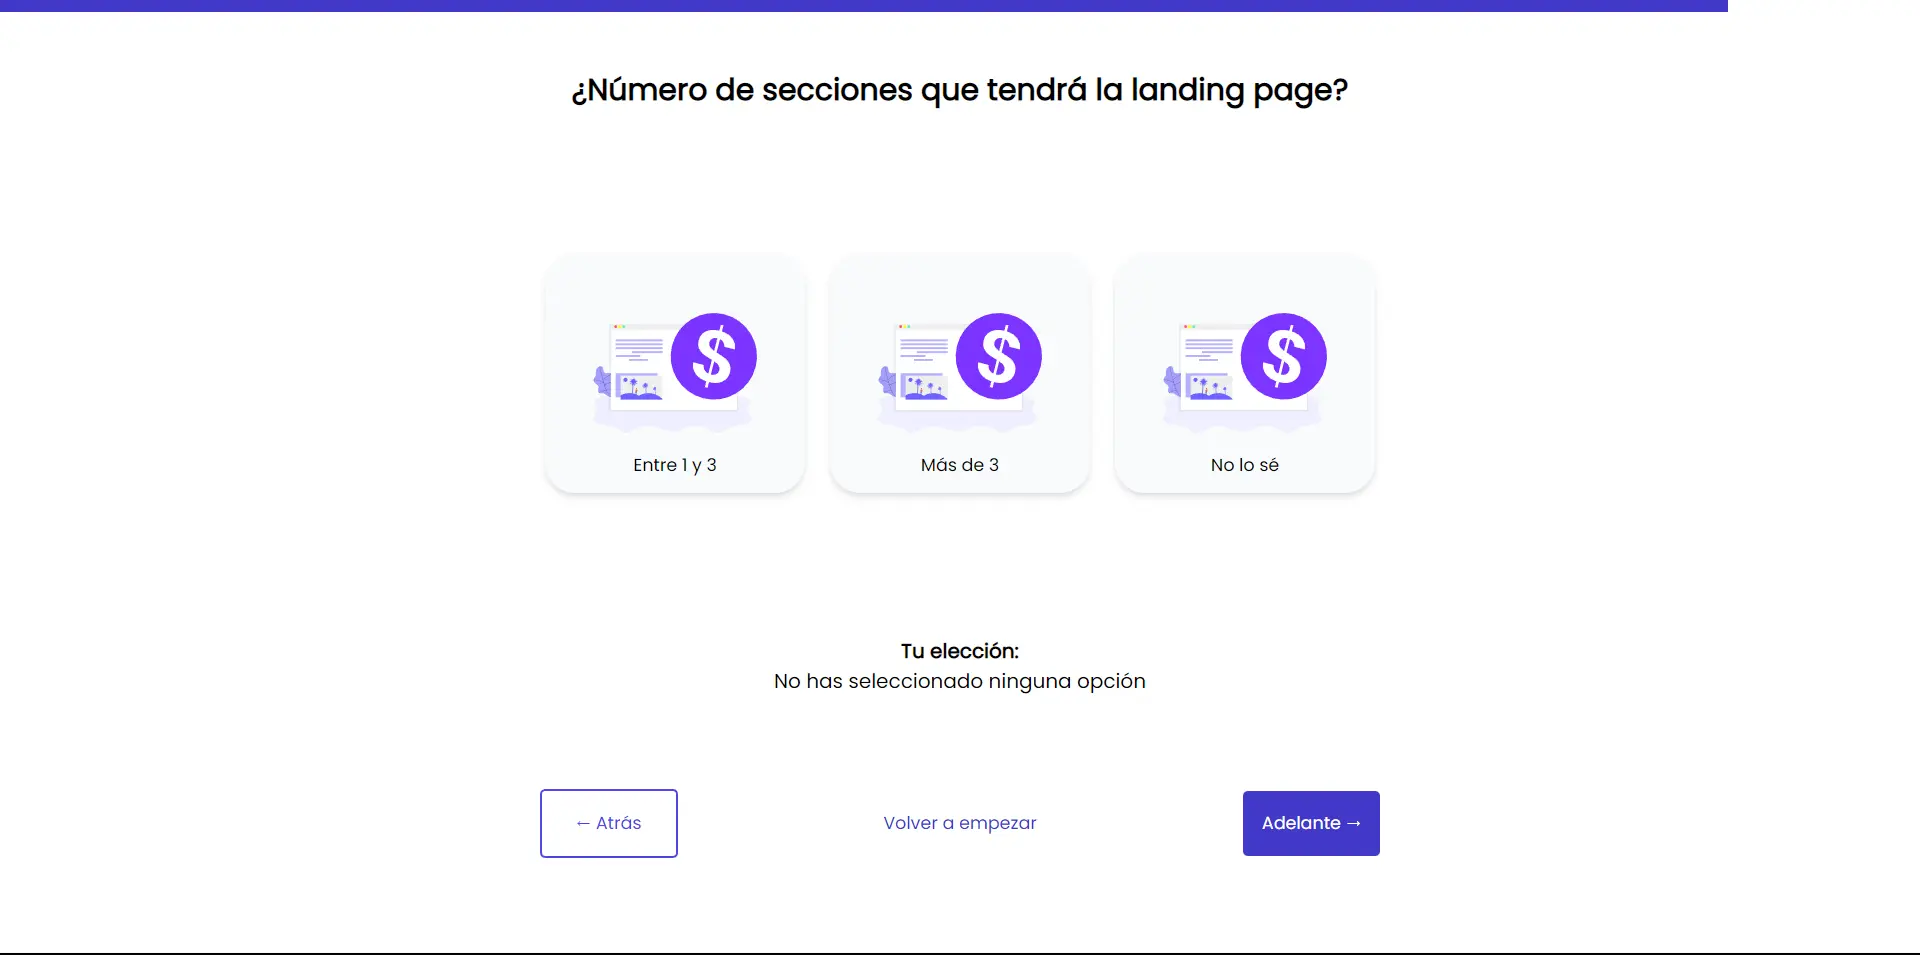 ¿Número de secciones que tendrá la landing page?
$
$
$
Entre 1 y 3
Más de 3
No lo sé
Tu elección:
No has seleccionado ninguna opción
← Atrás
Volver a empezar
Adelante →